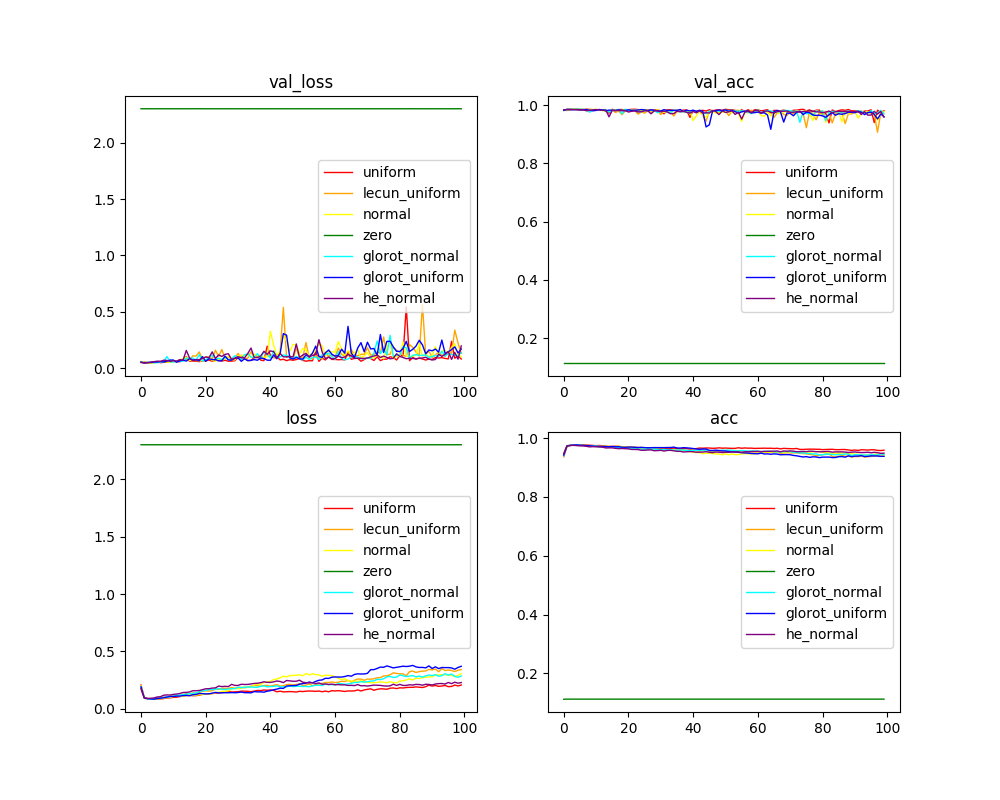 val_loss
2.0
1.5
1.0
0.5
0.0
0 20 40 60 80 100
uniform
lecun_uniform
normal
zero
glorot_normal
glorot_uniform
he_normal
val_acc
1.0
0.8
0.6
0.4
0.2
0 20 40 60 80 100
uniform
lecun_uniform
normal
zero
glorot_normal
glorot_uniform
he_normal
loss
2.0
1.5
1.0
0.5
0.0
0 20 40 60 80 100
uniform
lecun_uniform
normal
zero
glorot_normal
glorot_uniform
he_normal
acc
1.0
0.8
0.6
0.4
0.2
0 20 40 60 80 100
uniform
lecun_uniform
normal
zero
glorot_normal
glorot_uniform
he_normal